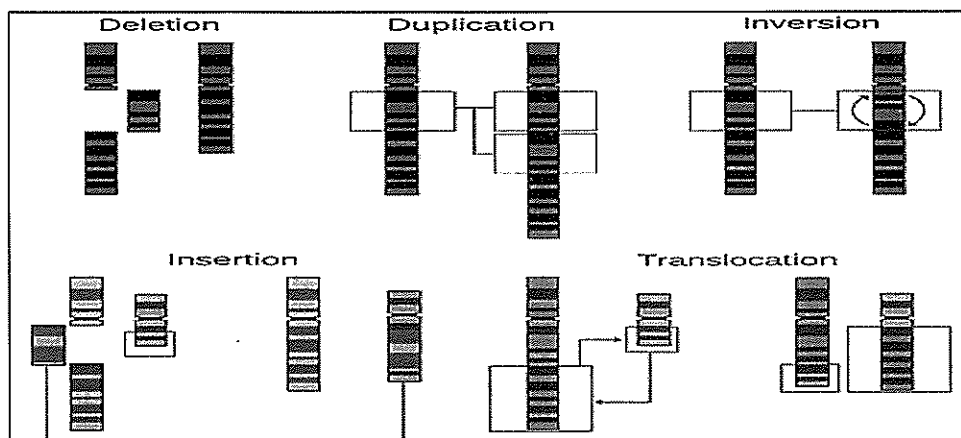 Deletion
Duplication
Inversion
Insertion
Translocation